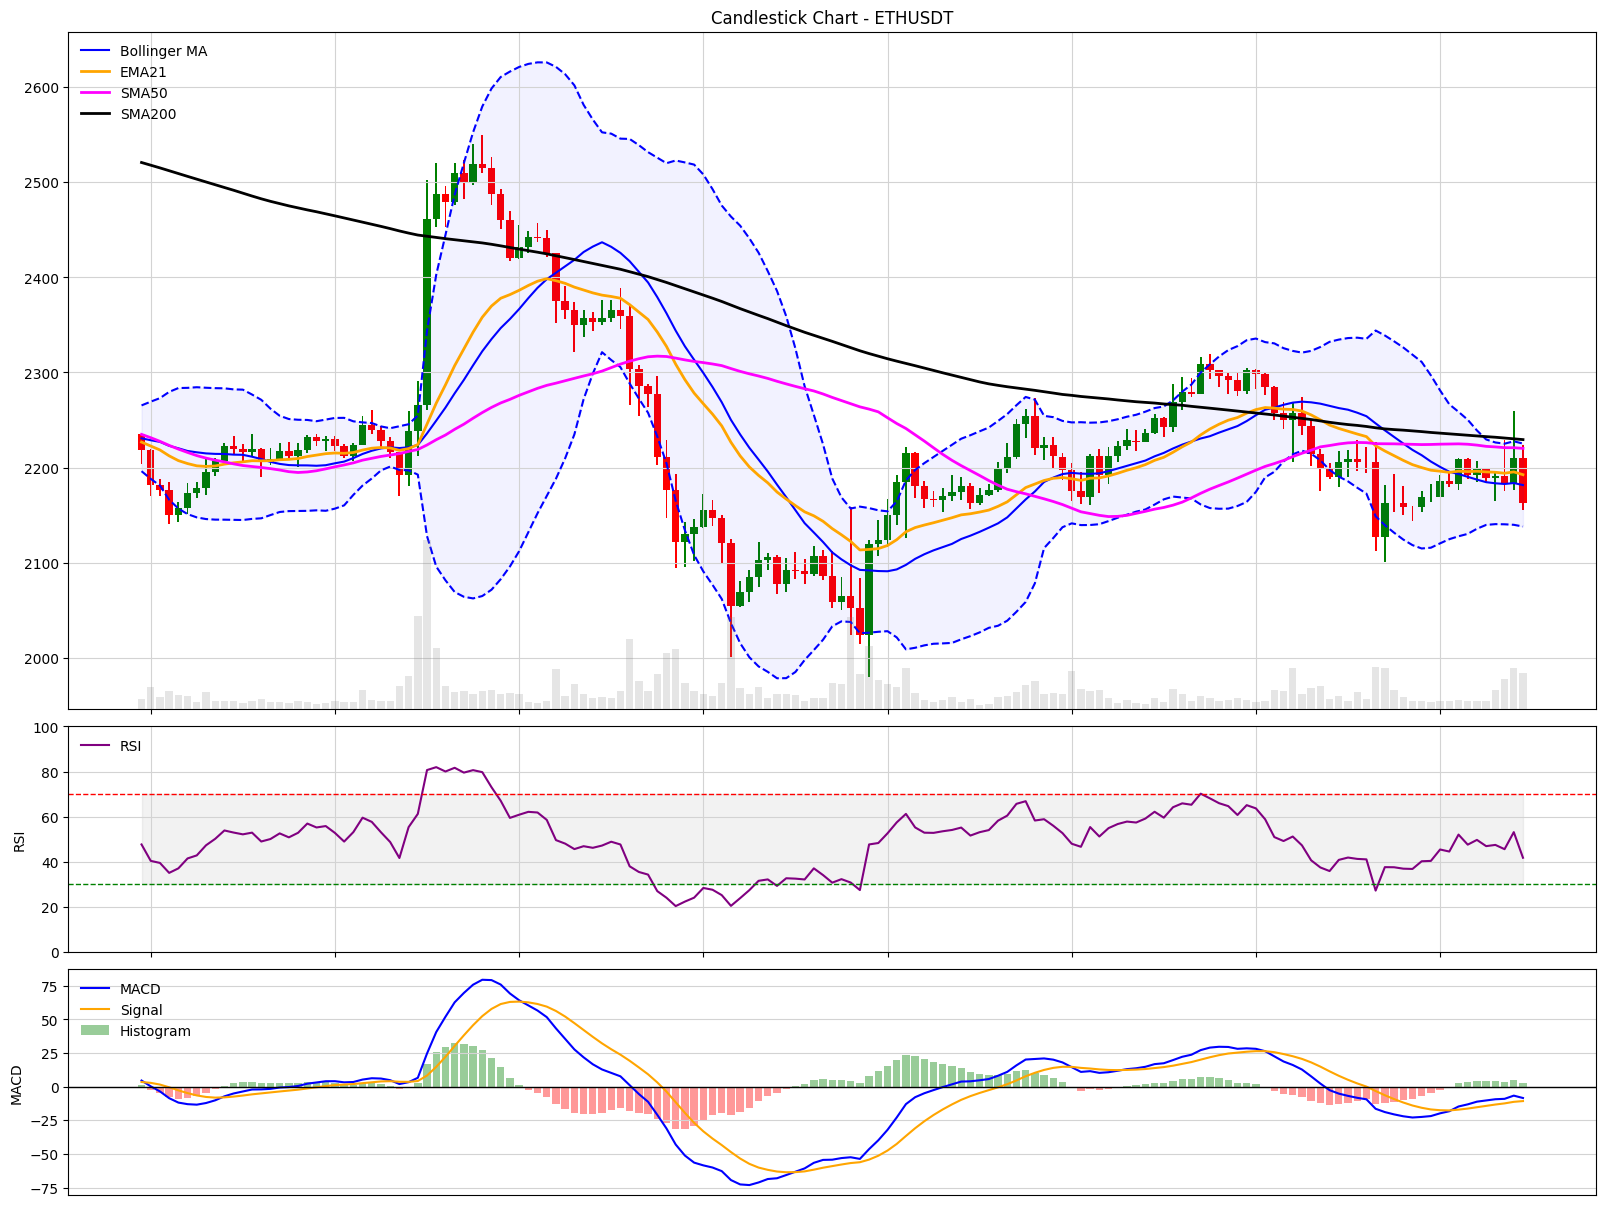 Candlestick Chart - ETHUSDT
Bollinger MA
EMA21
SMA50
SMA200
2600
2500
2400
2300
2200
2100
2000
RSI
100
80
60
40
20
0
RSI
MACD
Signal
Histogram
75
50
25
0
−25
−50
−75
MACD